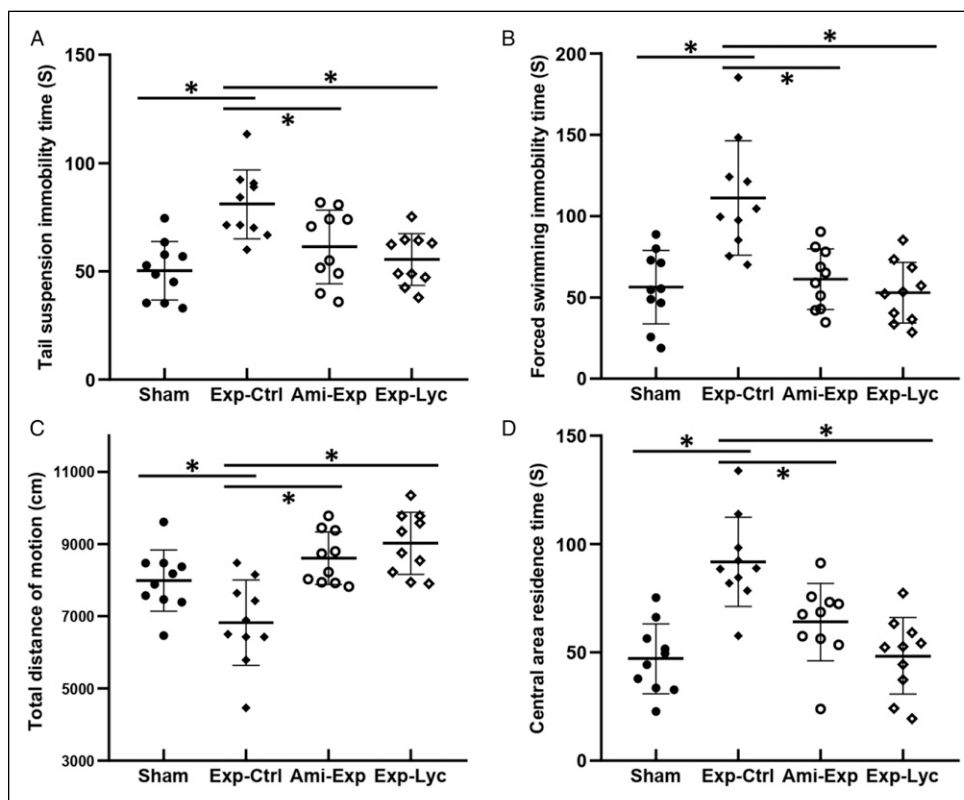 A
Tail suspension immobility time (S)
150
100
50
0
*
*
*
Sham Exp-Ctrl Ami-Exp Exp-Lyc
B
Forced swimming immobility time (S)
200
150
100
50
0
*
*
*
Sham Exp-Ctrl Ami-Exp Exp-Lyc
C
Total distance of motion (cm)
11000
9000
7000
5000
3000
*
*
*
Sham Exp-Ctrl Ami-Exp Exp-Lyc
D
Central area residence time (S)
150
100
50
0
*
*
*
Sham Exp-Ctrl Ami-Exp Exp-Lyc